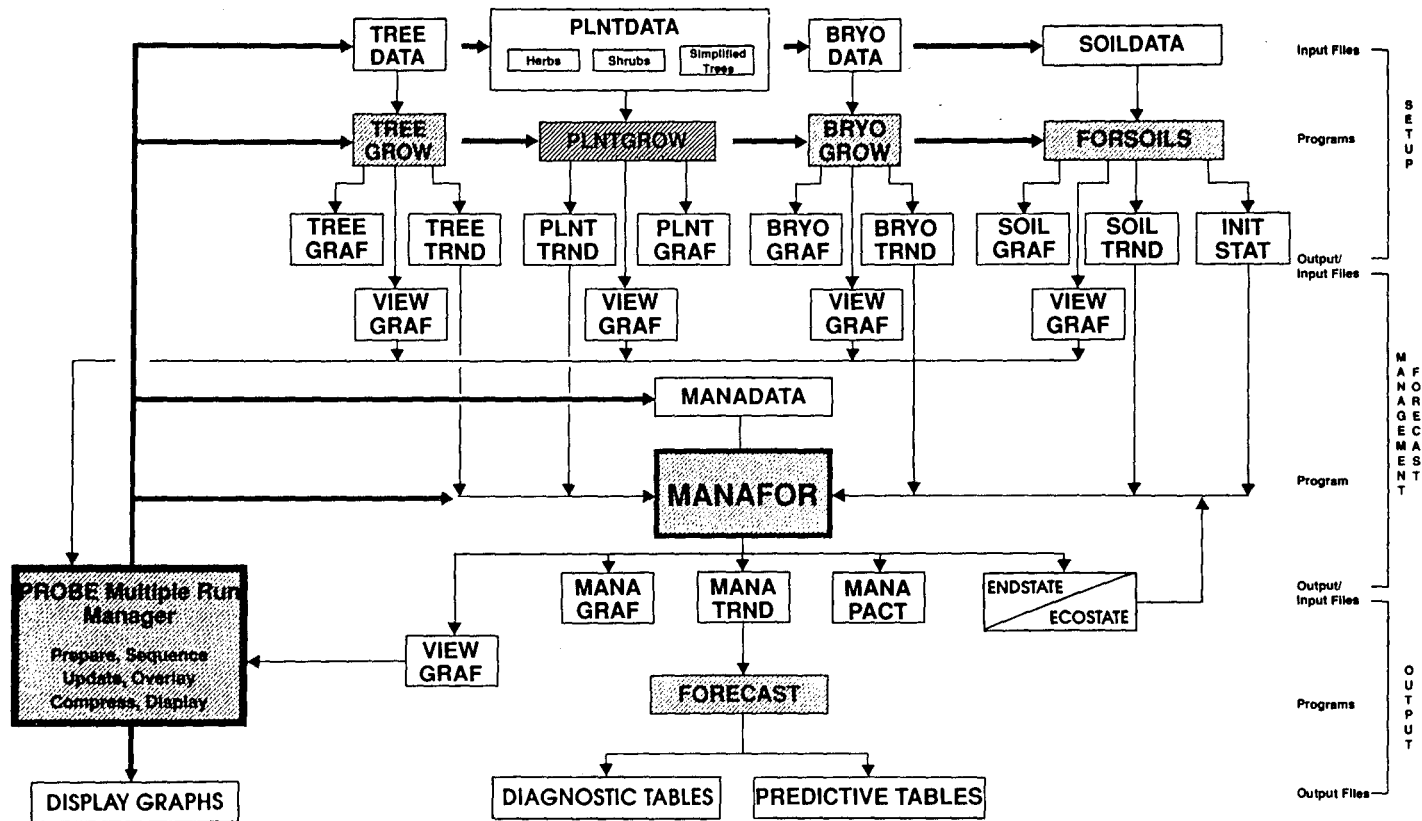 TREE
DATA
PLNTDATA
Herbs
Shrubs
Simplified
Trees
BRYO
DATA
SOILDATA
Input Files
TREE
GROW
PLNTGROW
BRYO
GROW
FORSOILS
Programs
SETUP
TREE
GRAF
TREE
TRND
PLNT
TRND
PLNT
GRAF
BRYO
GRAF
BRYO
TRND
SOIL
GRAF
SOIL
TRND
INIT
STAT
Output/
Input Files
VIEW
GRAF
VIEW
GRAF
VIEW
GRAF
VIEW
GRAF
MANADATA
MANAGEMENT
FORECAST
MANAFOR
Program
PROBE Multiple Run
Manager
Prepare, Sequence
Update, Overlay
Compress, Display
MANA
GRAF
MANA
TRND
MANA
PACT
ENDSTATE
ECOSTATE
Output/
Input Files
VIEW
GRAF
FORECAST
Programs
OUTPUT
DISPLAY GRAPHS
DIAGNOSTIC TABLES
PREDICTIVE TABLES
Output Files